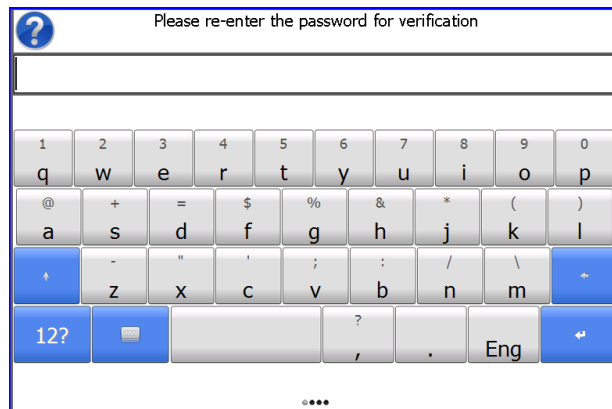 ?
Please re-enter the password for verification
1 2 3 4 5 6 7 8 9 0
q w e r t y u i o p
@ + = $ % & * ( )
a s d f g h j k l
- " ' ; : / \
z x c v b n m
?
12? , . Eng